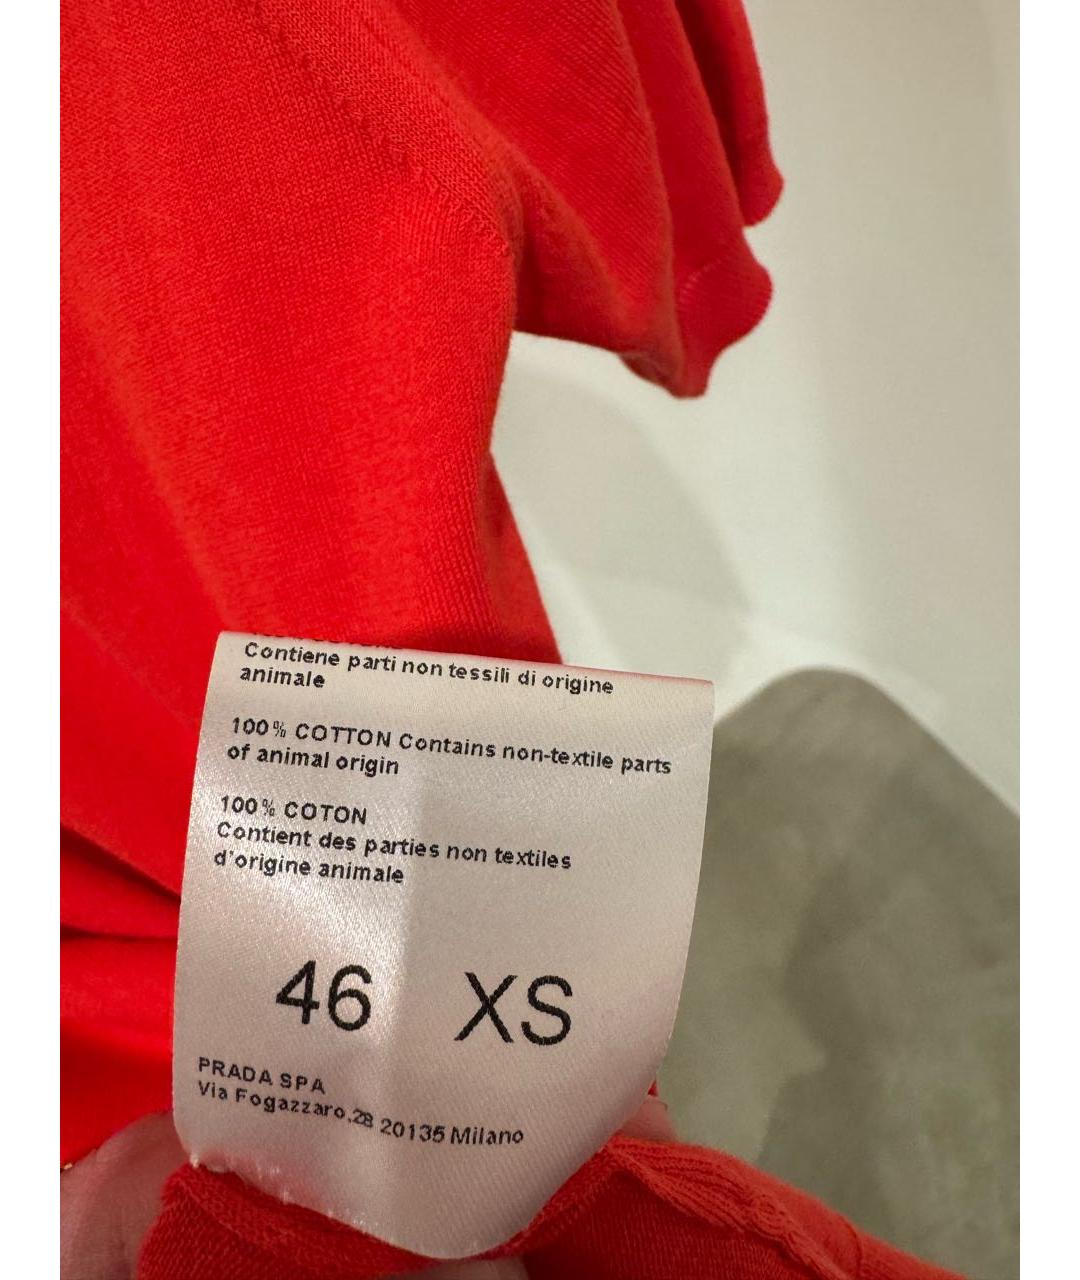 Contiene parti non tessili di origine
animale
100% COTTON Contains non-textile parts
of animal origin
100% COTON
Contient des parties non textiles
d'origine animale
46 XS
PRADA SPA
Via Fogazzaro,28 20135 Milano